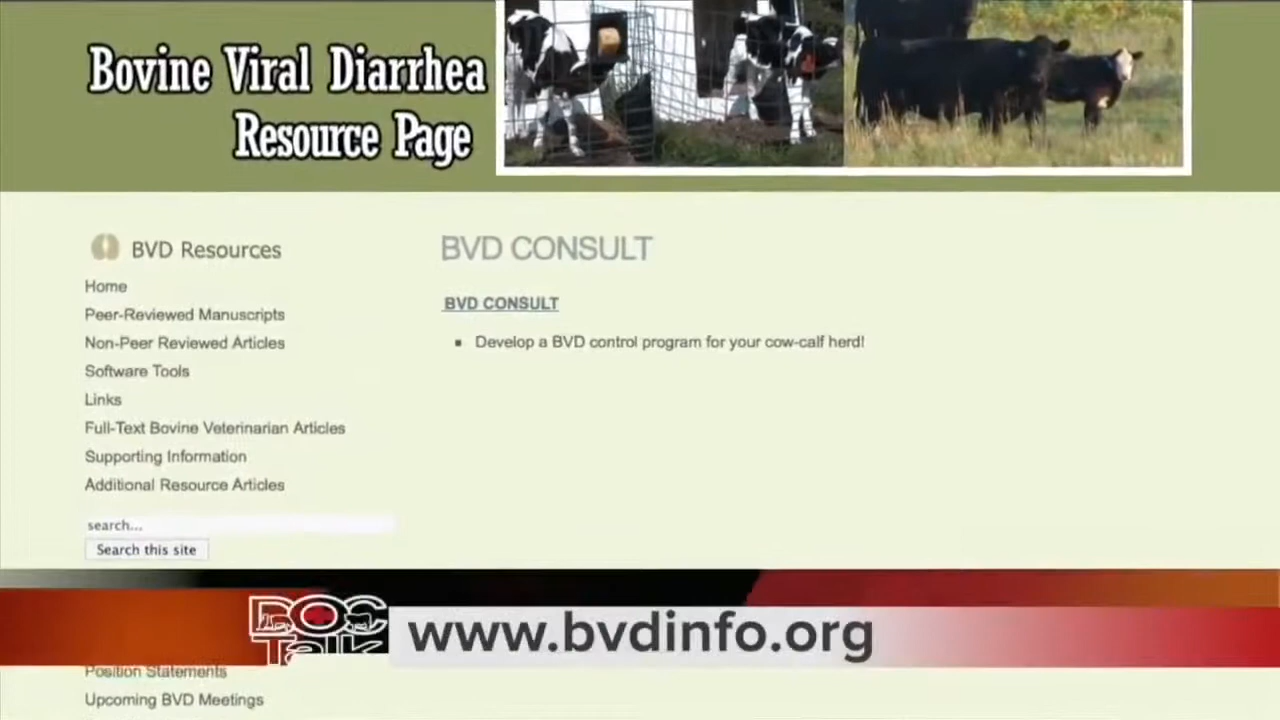 Bovine Viral Diarrhea
Resource Page
BVD Resources
Home
Peer-Reviewed Manuscripts
Non-Peer Reviewed Articles
Software Tools
Links
Full-Text Bovine Veterinarian Articles
Supporting Information
Additional Resource Articles
search...
Search this site
BVD CONSULT
BVD CONSULT
Develop a BVD control program for your cow-calf herd!
DOC
Talk
www.bvdinfo.org
Position Statements
Upcoming BVD Meetings